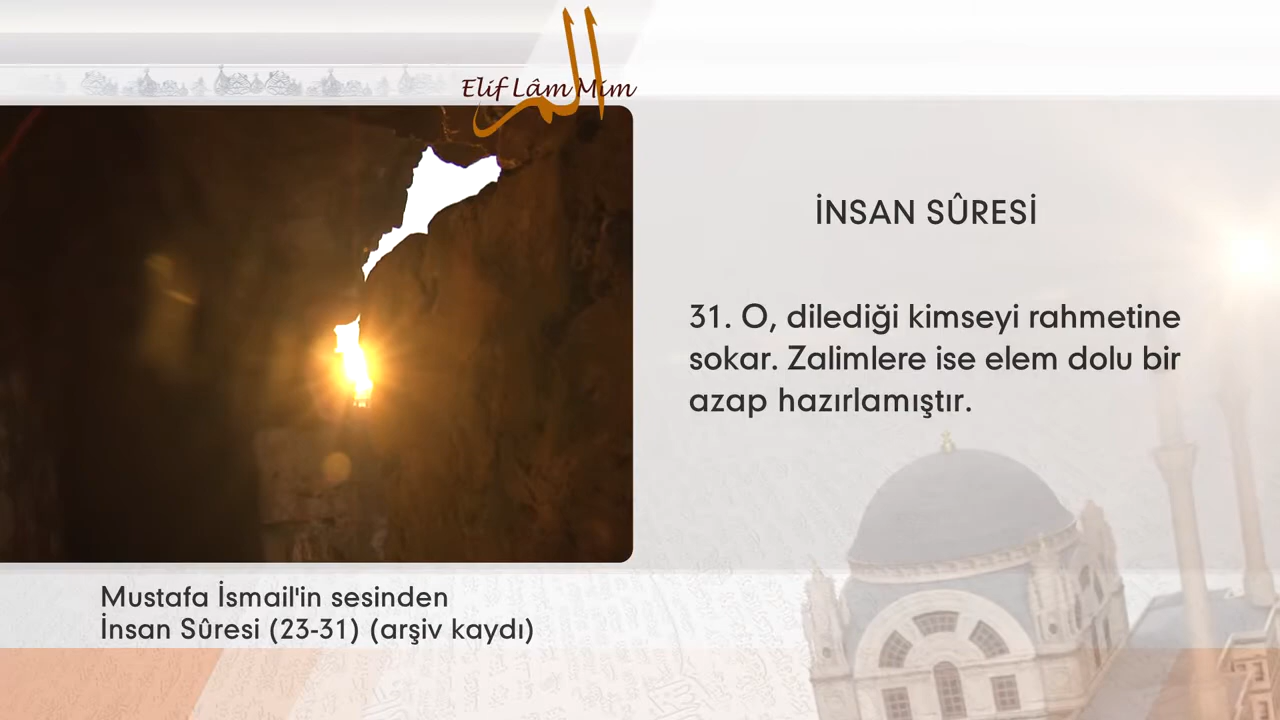 الم
Elif Lâm Mim
İNSAN SÛRESİ
31. O, dilediği kimseyi rahmetine
sokar. Zalimlere ise elem dolu bir
azap hazırlamıştır.
Mustafa İsmail'in sesinden
İnsan Sûresi (23-31) (arşiv kaydı)